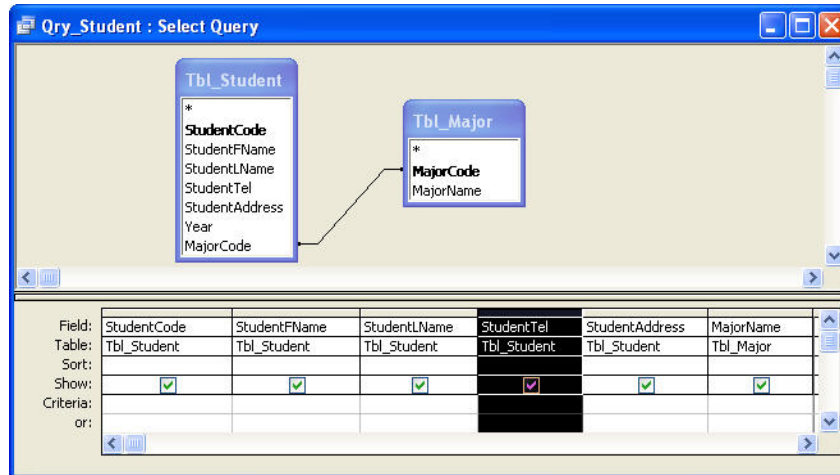 Qry_Student : Select Query
Tbl_Student
*
StudentCode
StudentFName
StudentLName
StudentTel
StudentAddress
Year
MajorCode
Tbl_Major
*
MajorCode
MajorName
Field: StudentCode StudentFName StudentLName StudentTel StudentAddress MajorName
Table: Tbl_Student Tbl_Student Tbl_Student Tbl_Student Tbl_Student Tbl_Major
Sort:
Show:
Criteria:
or: